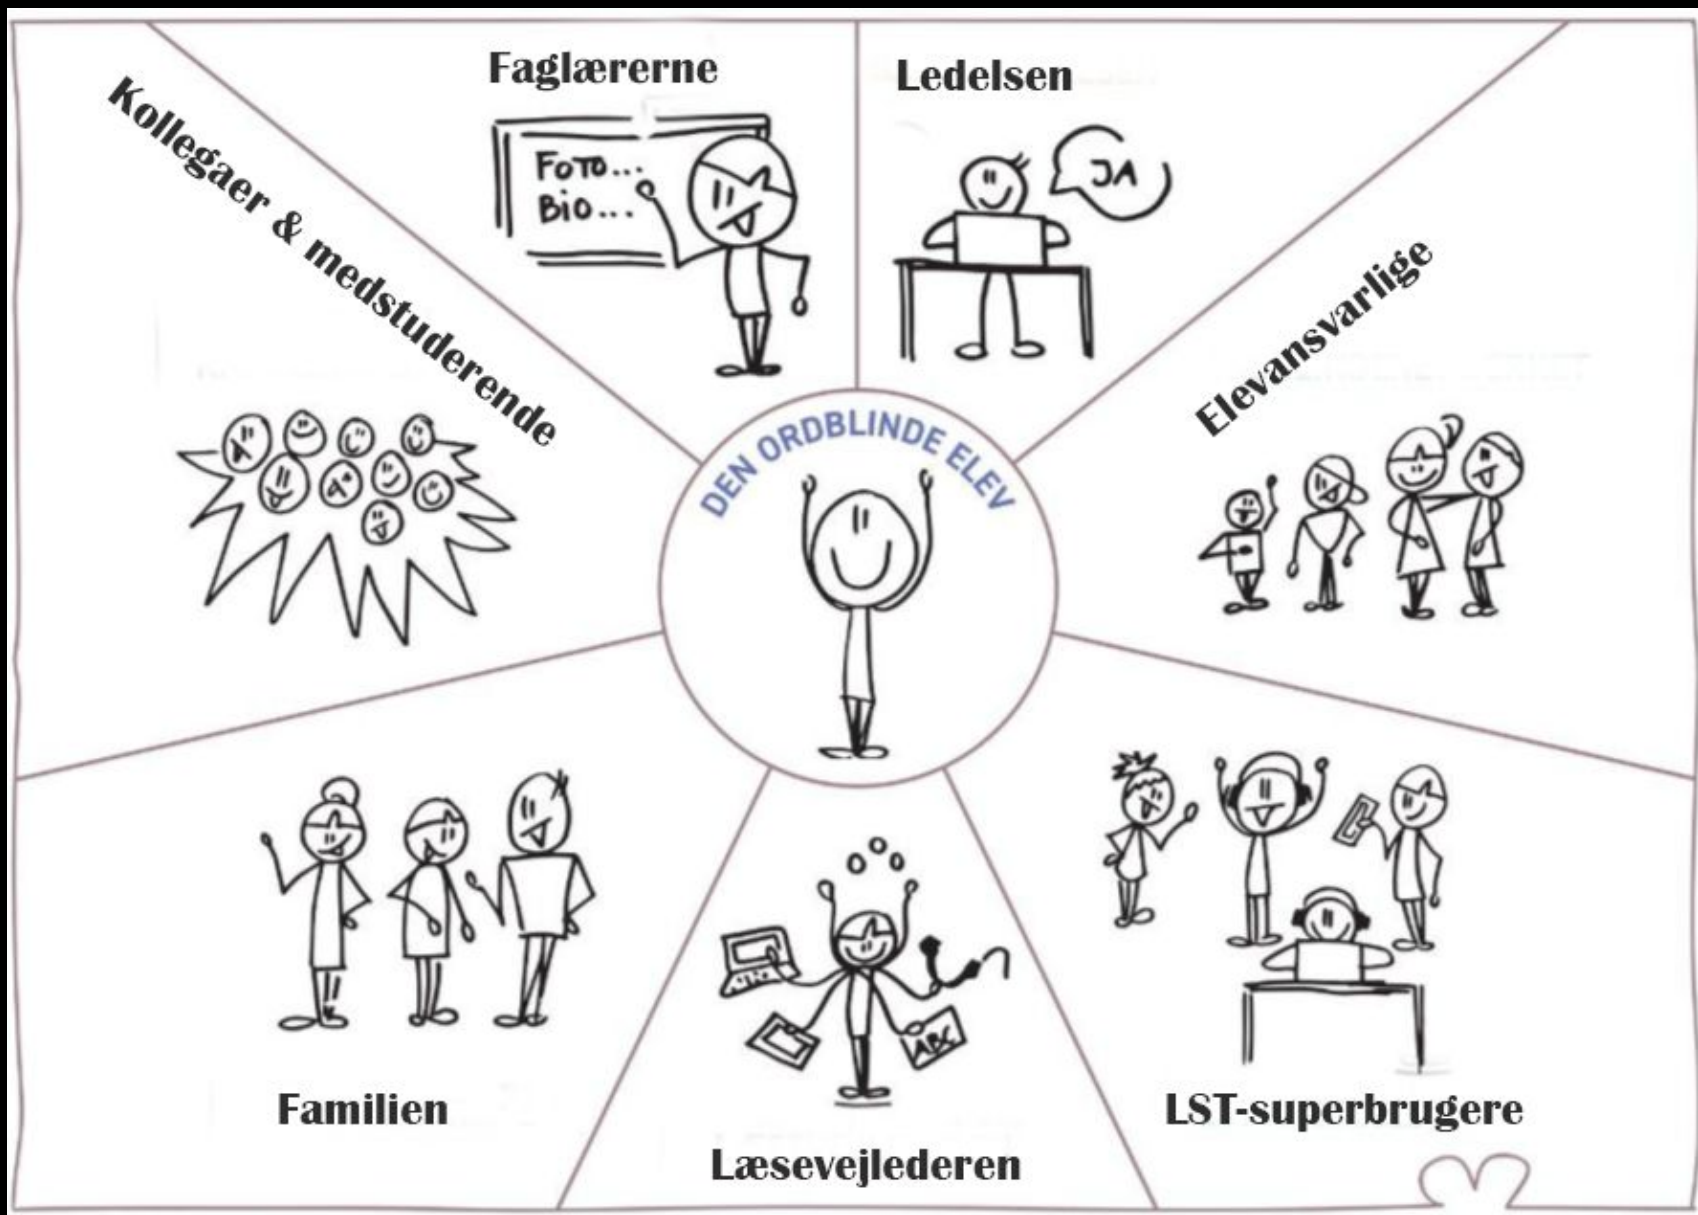 Faglærerne
Ledelsen
Kollegaer & medstuderende
FOTO...
BIO...
JA
Elevansvarlige
DEN ORDBLINDE ELEV
ABC
Familien
LST-superbrugere
Læsevejlederen